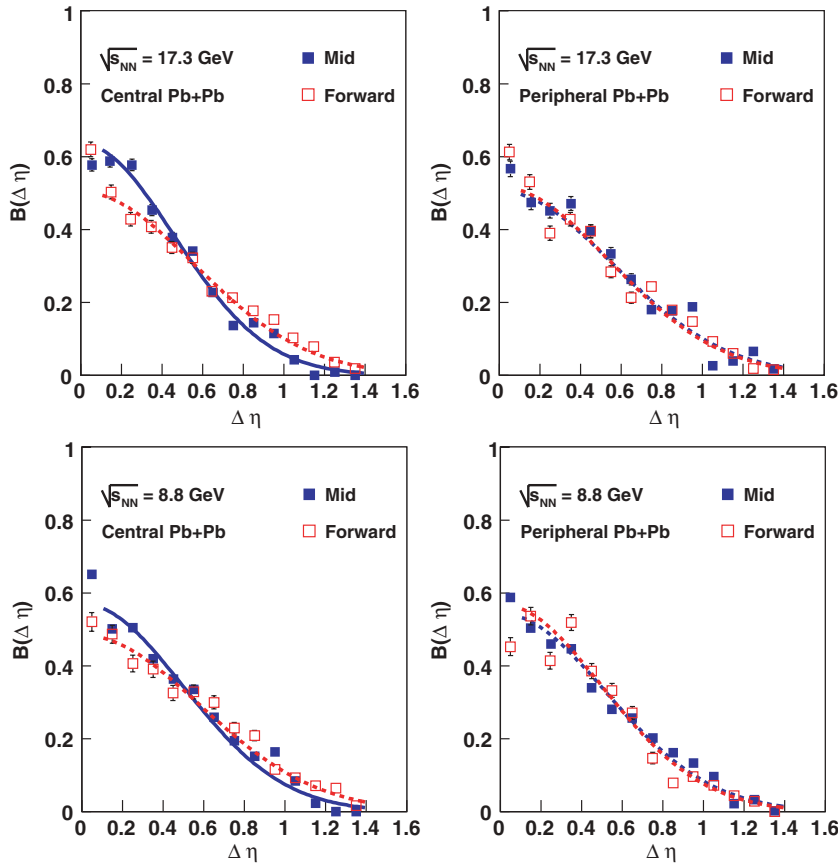 1
0.8
0.6
0.4
0.2
0
B(Δ η)
√s_NN = 17.3 GeV
Central Pb+Pb
Mid
Forward
0 0.2 0.4 0.6 0.8 1 1.2 1.4 1.6
Δ η
1
0.8
0.6
0.4
0.2
0
B(Δ η)
√s_NN = 17.3 GeV
Peripheral Pb+Pb
Mid
Forward
0 0.2 0.4 0.6 0.8 1 1.2 1.4 1.6
Δ η
1
0.8
0.6
0.4
0.2
0
B(Δ η)
√s_NN = 8.8 GeV
Central Pb+Pb
Mid
Forward
0 0.2 0.4 0.6 0.8 1 1.2 1.4 1.6
Δ η
1
0.8
0.6
0.4
0.2
0
B(Δ η)
√s_NN = 8.8 GeV
Peripheral Pb+Pb
Mid
Forward
0 0.2 0.4 0.6 0.8 1 1.2 1.4 1.6
Δ η